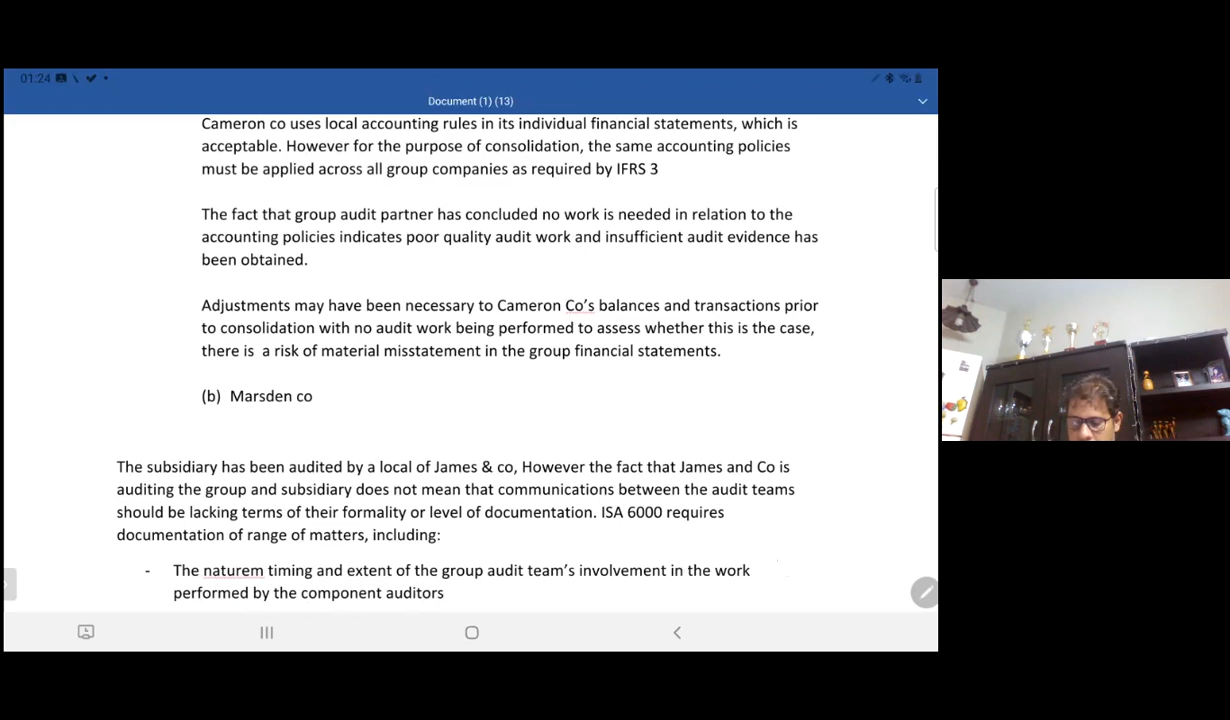 01:24
Document (1) (13)
Cameron co uses local accounting rules in its individual financial statements, which is
acceptable. However for the purpose of consolidation, the same accounting policies
must be applied across all group companies as required by IFRS 3
The fact that group audit partner has concluded no work is needed in relation to the
accounting policies indicates poor quality audit work and insufficient audit evidence has
been obtained.
Adjustments may have been necessary to Cameron Co's balances and transactions prior
to consolidation with no audit work being performed to assess whether this is the case,
there is a risk of material misstatement in the group financial statements.
(b) Marsden co
The subsidiary has been audited by a local of James & co, However the fact that James and Co is
auditing the group and subsidiary does not mean that communications between the audit teams
should be lacking terms of their formality or level of documentation. ISA 6000 requires
documentation of range of matters, including:
- The naturem timing and extent of the group audit team's involvement in the work
performed by the component auditors